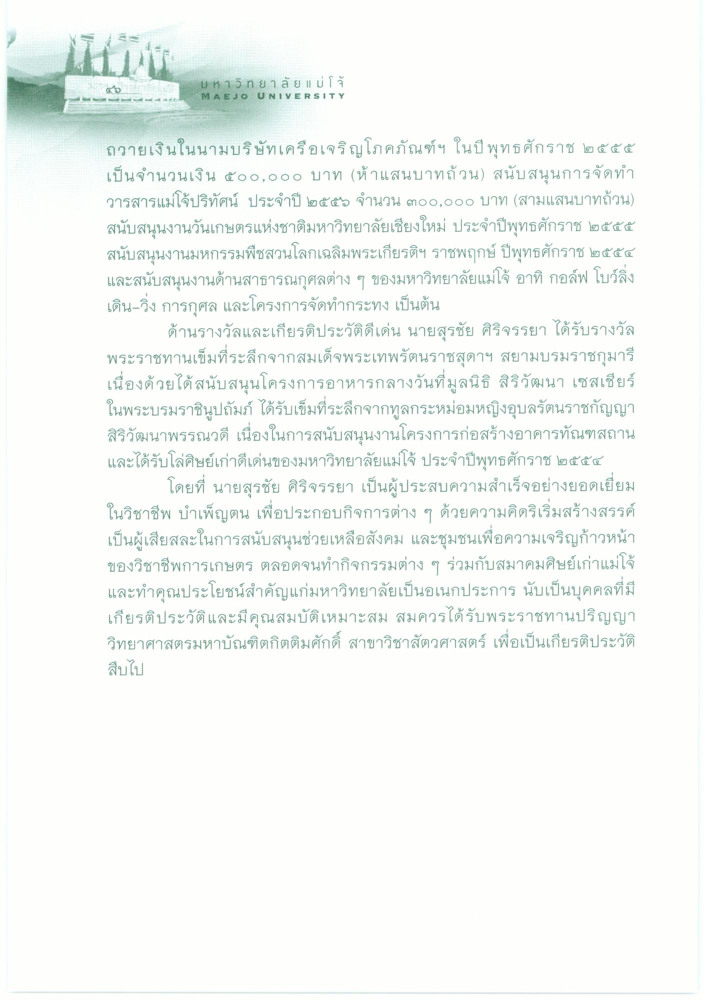 มหาวิทยาลัยแม่โจ้
๔๖
MAEJO UNIVERSITY
ถวายเงินในนามบริษัทเครือเจริญโภคภัณฑ์ฯ ในปีพุทธศักราช ๒๕๕๕
เป็นจำนวนเงิน ๕๐๐,๐๐๐ บาท (ห้าแสนบาทถ้วน) สนับสนุนการจัดทำ
วารสารแม่โจ้ปริทัศน์ ประจำปี ๒๕๕๖ จำนวน ๓๐๐,๐๐๐ บาท (สามแสนบาทถ้วน)
สนับสนุนงานวันเกษตรแห่งชาติมหาวิทยาลัยเชียงใหม่ ประจำปีพุทธศักราช ๒๕๕๕
สนับสนุนงานมหกรรมพืชสวนโลกเฉลิมพระเกียรติฯ ราชพฤกษ์ ปีพุทธศักราช ๒๕๕๔
และสนับสนุนงานด้านสาธารณกุศลต่าง ๆ ของมหาวิทยาลัยแม่โจ้ อาทิ กอล์ฟ โบว์ลิ่ง
เดิน-วิ่ง การกุศล และโครงการจัดทำกระทง เป็นต้น
ด้านรางวัลและเกียรติประวัติดีเด่น นายสุรชัย ศิริจรรยา ได้รับรางวัล
พระราชทานเข็มที่ระลึกจากสมเด็จพระเทพรัตนราชสุดาฯ สยามบรมราชกุมารี
เนื่องด้วยได้สนับสนุนโครงการอาหารกลางวันที่มูลนิธิ สิริวัฒนา เชสเชียร์
ในพระบรมราชินูปถัมภ์ ได้รับเข็มที่ระลึกจากทูลกระหม่อมหญิงอุบลรัตนราชกัญญา
สิริวัฒนาพรรณวดี เนื่องในการสนับสนุนงานโครงการก่อสร้างอาคารทัณฑสถาน
และได้รับโล่ศิษย์เก่าดีเด่นของมหาวิทยาลัยแม่โจ้ ประจำปีพุทธศักราช ๒๕๕๔
โดยที่ นายสุรชัย ศิริจรรยา เป็นผู้ประสบความสำเร็จอย่างยอดเยี่ยม
ในวิชาชีพ บำเพ็ญตน เพื่อประกอบกิจการต่าง ๆ ด้วยความคิดริเริ่มสร้างสรรค์
เป็นผู้เสียสละในการสนับสนุนช่วยเหลือสังคม และชุมชนเพื่อความเจริญก้าวหน้า
ของวิชาชีพการเกษตร ตลอดจนทำกิจกรรมต่าง ๆ ร่วมกับสมาคมศิษย์เก่าแม่โจ้
และทำคุณประโยชน์สำคัญแก่มหาวิทยาลัยเป็นอเนกประการ นับเป็นบุคคลที่มี
เกียรติประวัติและมีคุณสมบัติเหมาะสม สมควรได้รับพระราชทานปริญญา
วิทยาศาสตรมหาบัณฑิตกิตติมศักดิ์ สาขาวิชาสัตวศาสตร์ เพื่อเป็นเกียรติประวัติ
สืบไป